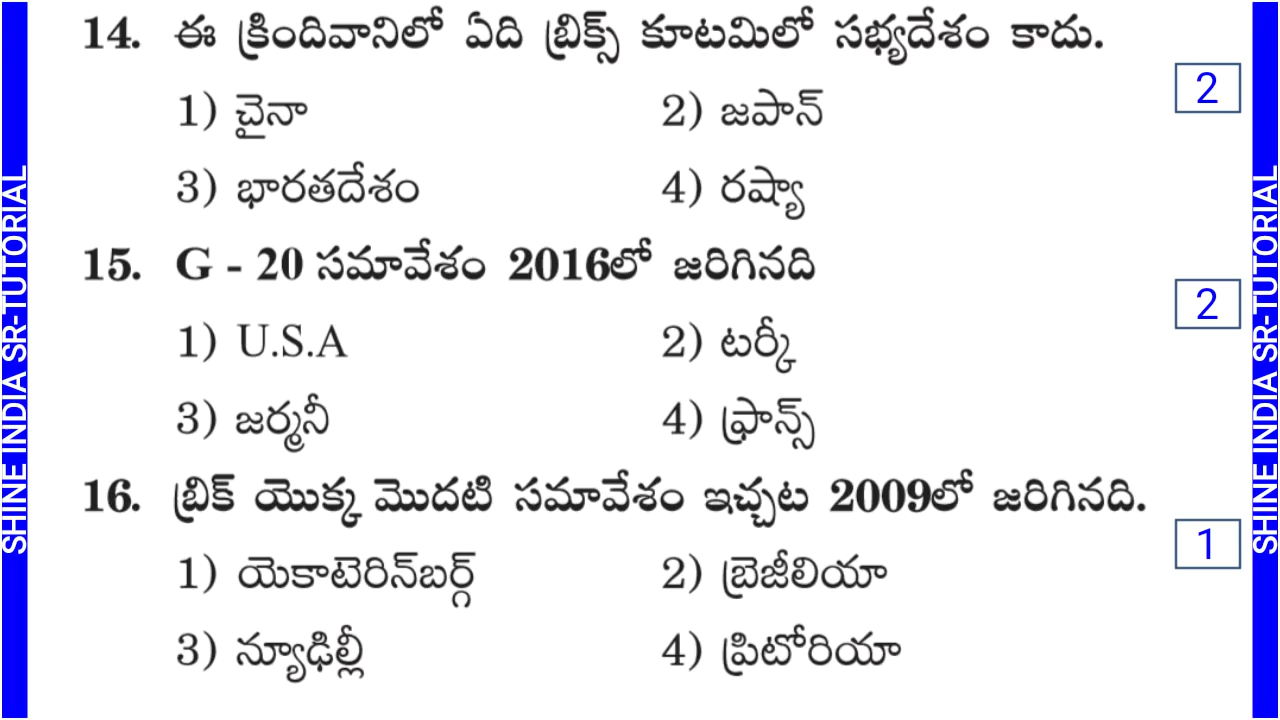 14. ఈ క్రిందివానిలో ఏది బ్రిక్స్ కూటమిలో సభ్యదేశం కాదు.
2
1) చైనా 2) జపాన్
3) భారతదేశం 4) రష్యా
15. G - 20 సమావేశం 2016లో జరిగినది
2
1) U.S.A 2) టర్కీ
3) జర్మనీ 4) ఫ్రాన్స్
16. బ్రిక్ యొక్క మొదటి సమావేశం ఇచ్చట 2009లో జరిగినది.
1
1) యెకాటెరిన్‌బర్గ్ 2) బ్రెజీలియా
3) న్యూఢిల్లీ 4) ప్రిటోరియా
SHINE INDIA SR-TUTORIAL
SHINE INDIA SR-TUTORIAL